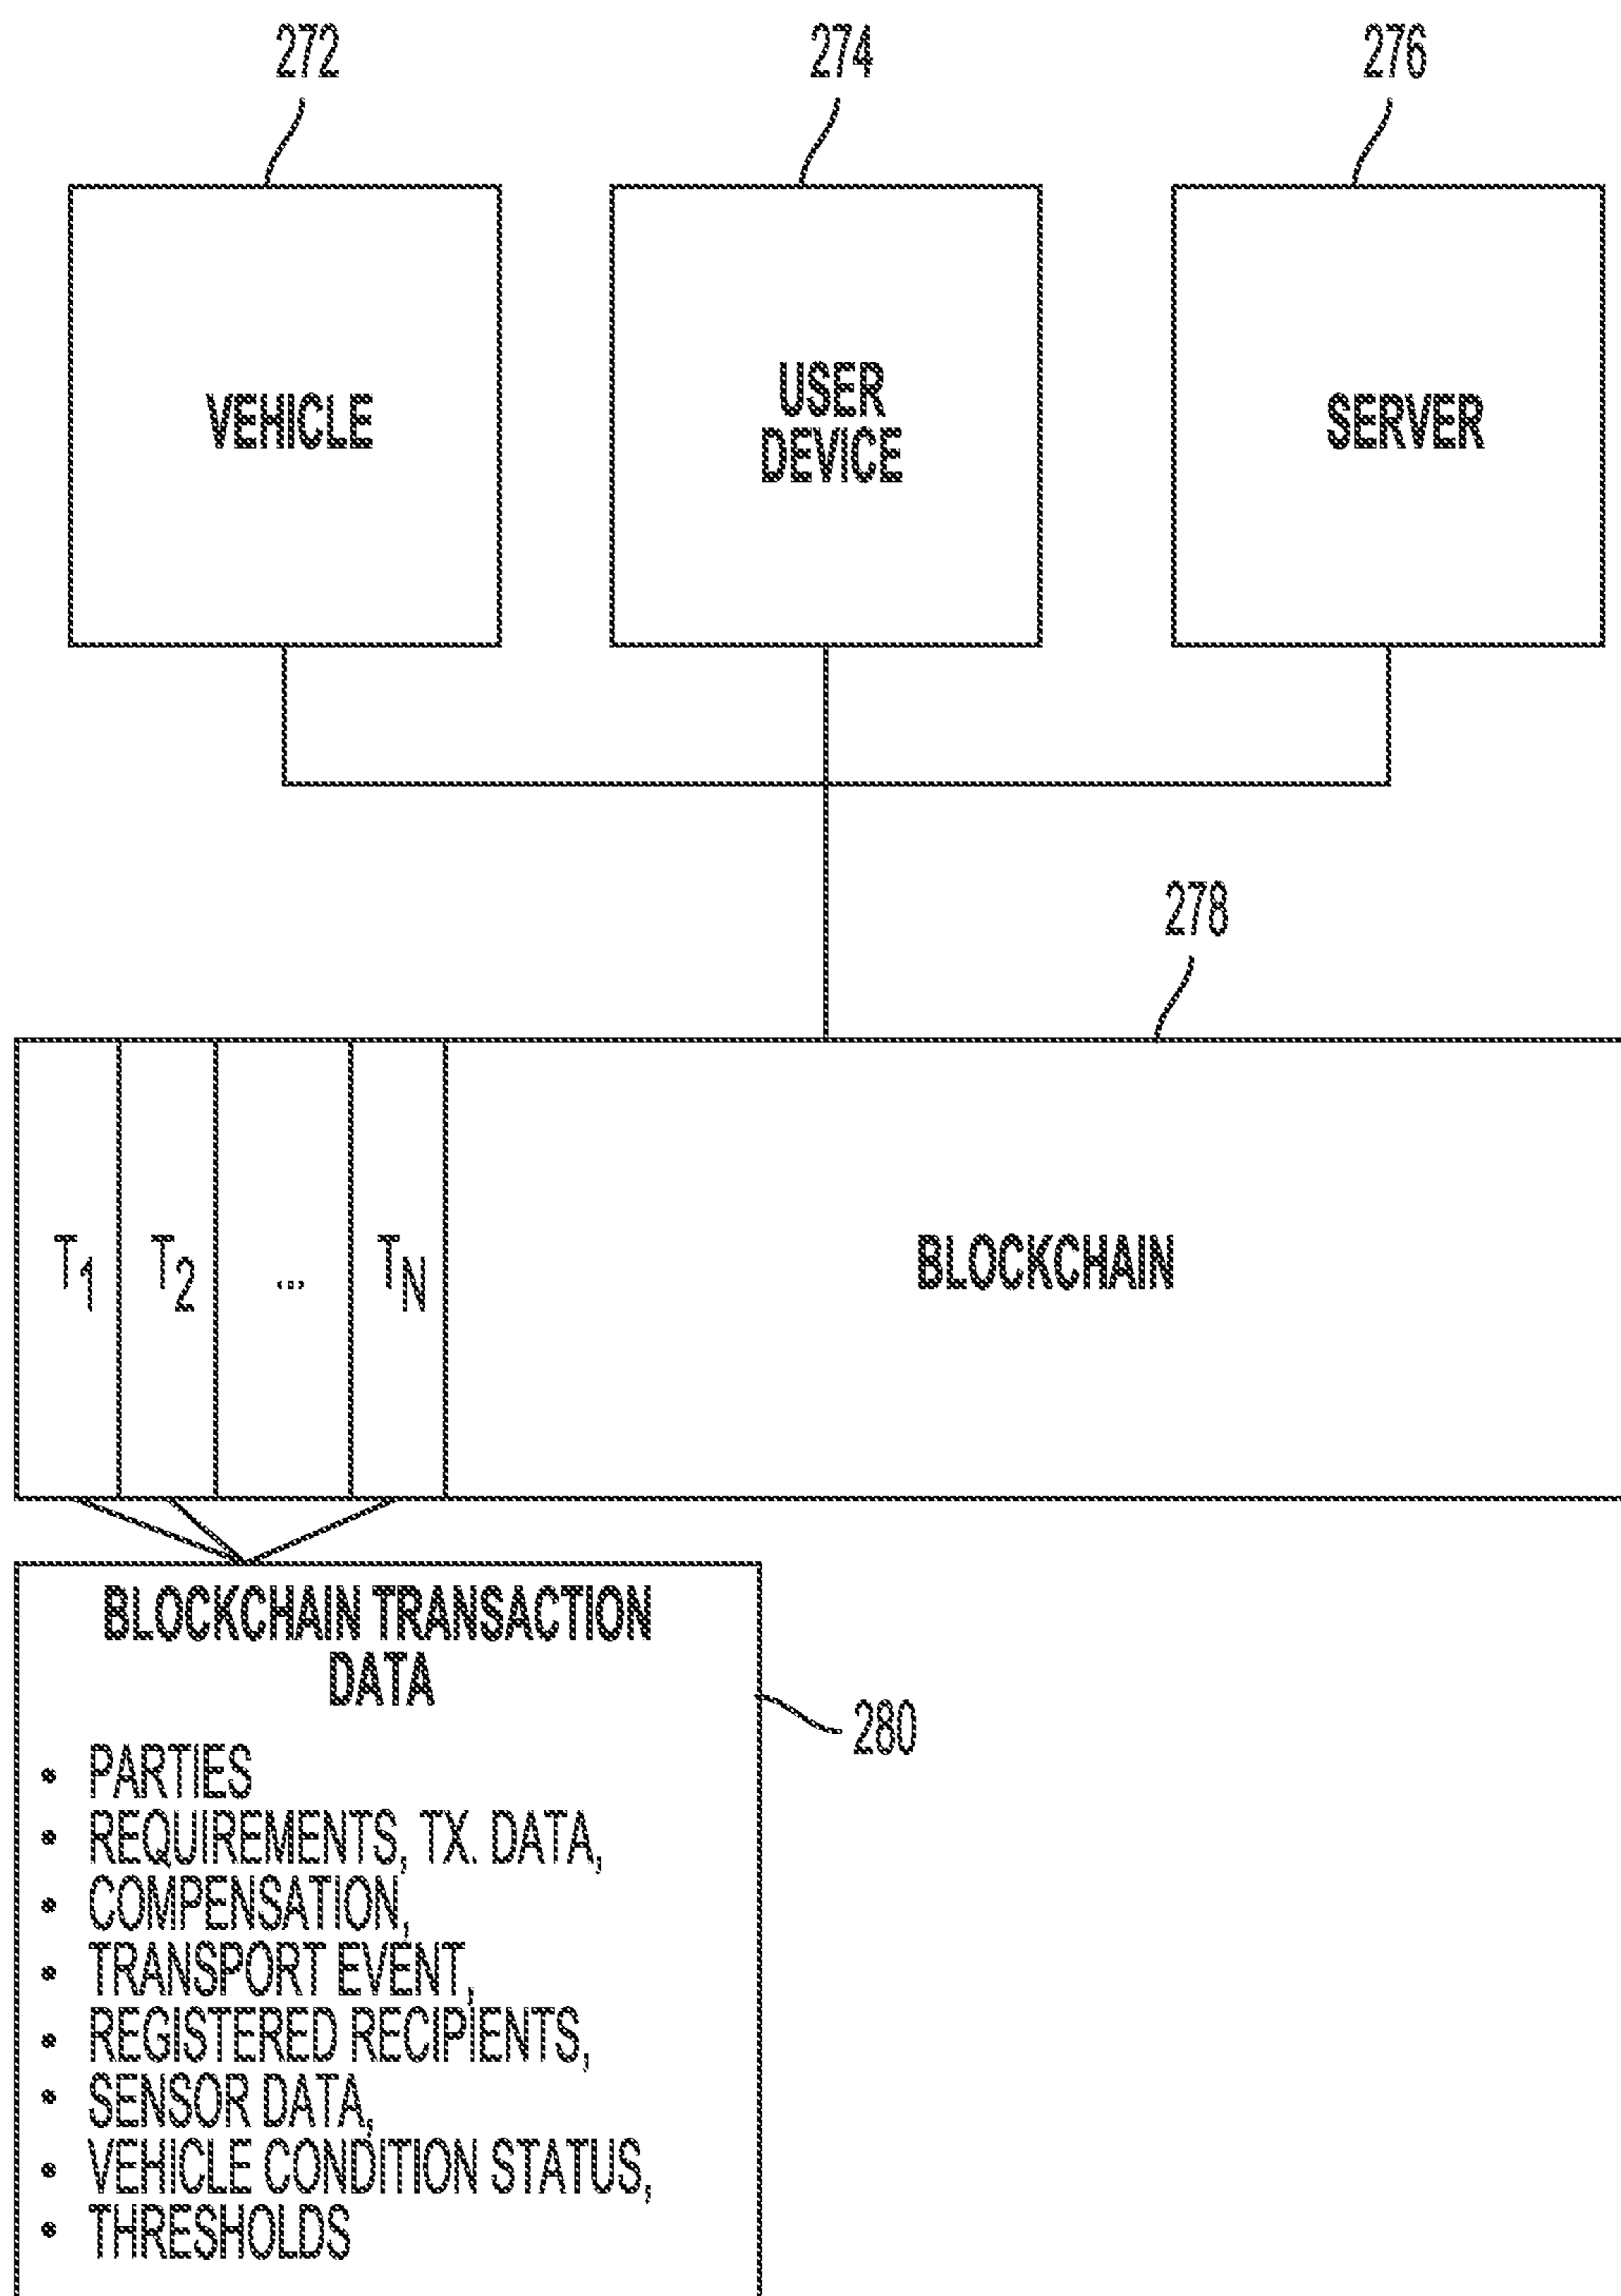 272
274
276
VEHICLE
USER
DEVICE
SERVER
278
T1
T2
...
TN
BLOCKCHAIN
BLOCKCHAIN TRANSACTION
DATA
280
• PARTIES
• REQUIREMENTS, TX. DATA,
• COMPENSATION,
• TRANSPORT EVENT,
• REGISTERED RECIPIENTS,
• SENSOR DATA,
• VEHICLE CONDITION STATUS,
• THRESHOLDS